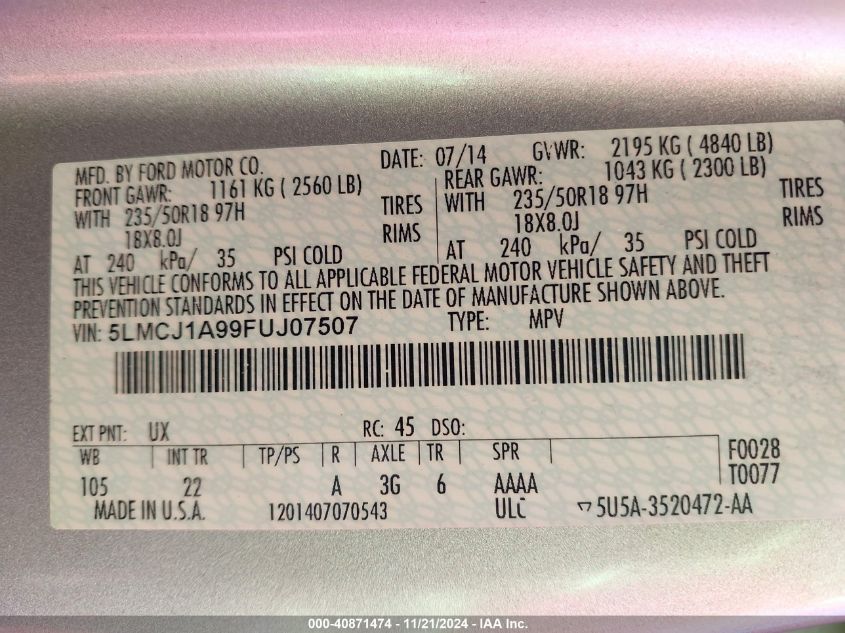 MFD. BY FORD MOTOR CO. DATE: 07/14 GVWR: 2195 KG ( 4840 LB)
FRONT GAWR: 1161 KG ( 2560 LB) REAR GAWR: 1043 KG ( 2300 LB)
WITH 235/50R18 97H TIRES WITH 235/50R18 97H TIRES
18X8.0J RIMS 18X8.0J RIMS
AT 240 kPa/ 35 PSI COLD AT 240 kPa/ 35 PSI COLD
THIS VEHICLE CONFORMS TO ALL APPLICABLE FEDERAL MOTOR VEHICLE SAFETY AND THEFT
PREVENTION STANDARDS IN EFFECT ON THE DATE OF MANUFACTURE SHOWN ABOVE.
VIN: 5LMCJ1A99FUJ07507 TYPE: MPV
EXT PNT: UX RC: 45 DSO:
WB INT TR TP/PS R AXLE TR SPR F0028
105 22 A 3G 6 AAAA T0077
MADE IN U.S.A. 1201407070543 ULC 5U5A-3520472-AA
000-40871474 - 11/21/2024 - IAA Inc.